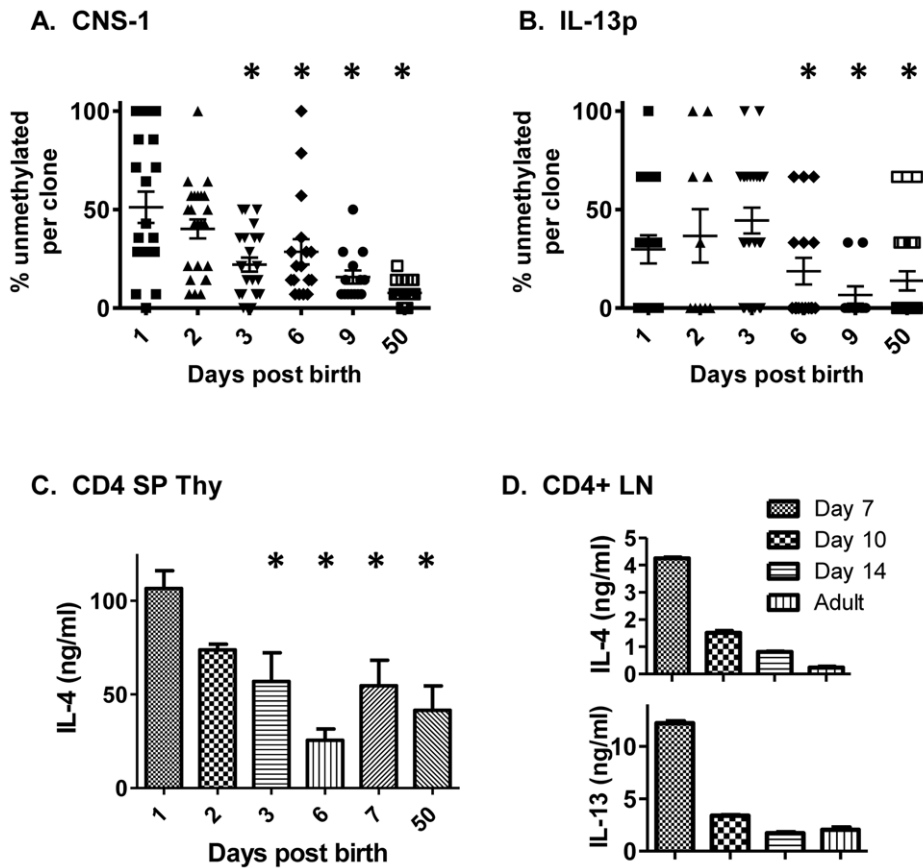 A. CNS-1
* * * *
% unmethylated
per clone
100
50
0
1 2 3 6 9 50
Days post birth
B. IL-13p
* * *
% unmethylated
per clone
100
50
0
1 2 3 6 9 50
Days post birth
C. CD4 SP Thy
* * * *
IL-4 (ng/ml)
100
50
0
1 2 3 6 7 50
Days post birth
D. CD4+ LN
Day 7
Day 10
Day 14
Adult
IL-4 (ng/ml)
5
4
3
2
1
0
IL-13 (ng/ml)
10
5
0